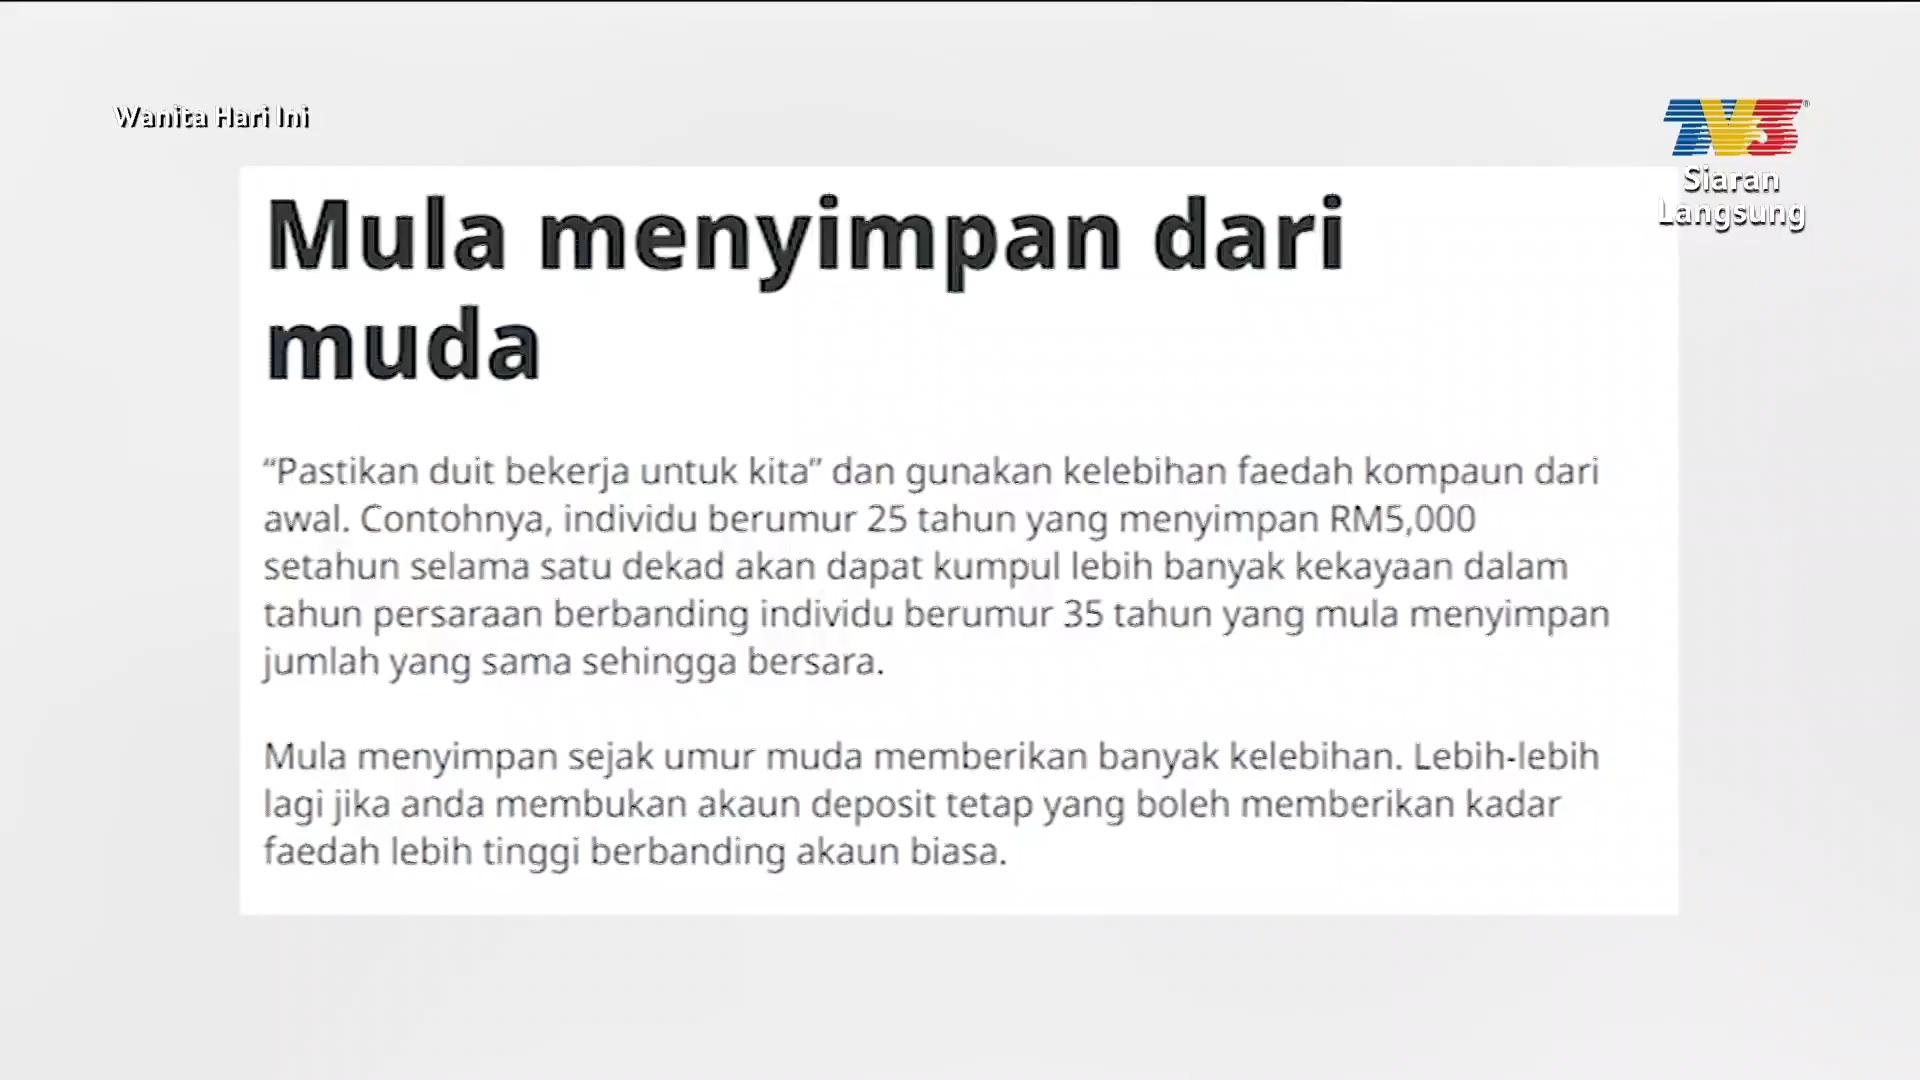 Wanita Hari Ini
TV3
Siaran
Langsung
Mula menyimpan dari
muda
“Pastikan duit bekerja untuk kita” dan gunakan kelebihan faedah kompaun dari
awal. Contohnya, individu berumur 25 tahun yang menyimpan RM5,000
setahun selama satu dekad akan dapat kumpul lebih banyak kekayaan dalam
tahun persaraan berbanding individu berumur 35 tahun yang mula menyimpan
jumlah yang sama sehingga bersara.
Mula menyimpan sejak umur muda memberikan banyak kelebihan. Lebih-lebih
lagi jika anda membukan akaun deposit tetap yang boleh memberikan kadar
faedah lebih tinggi berbanding akaun biasa.